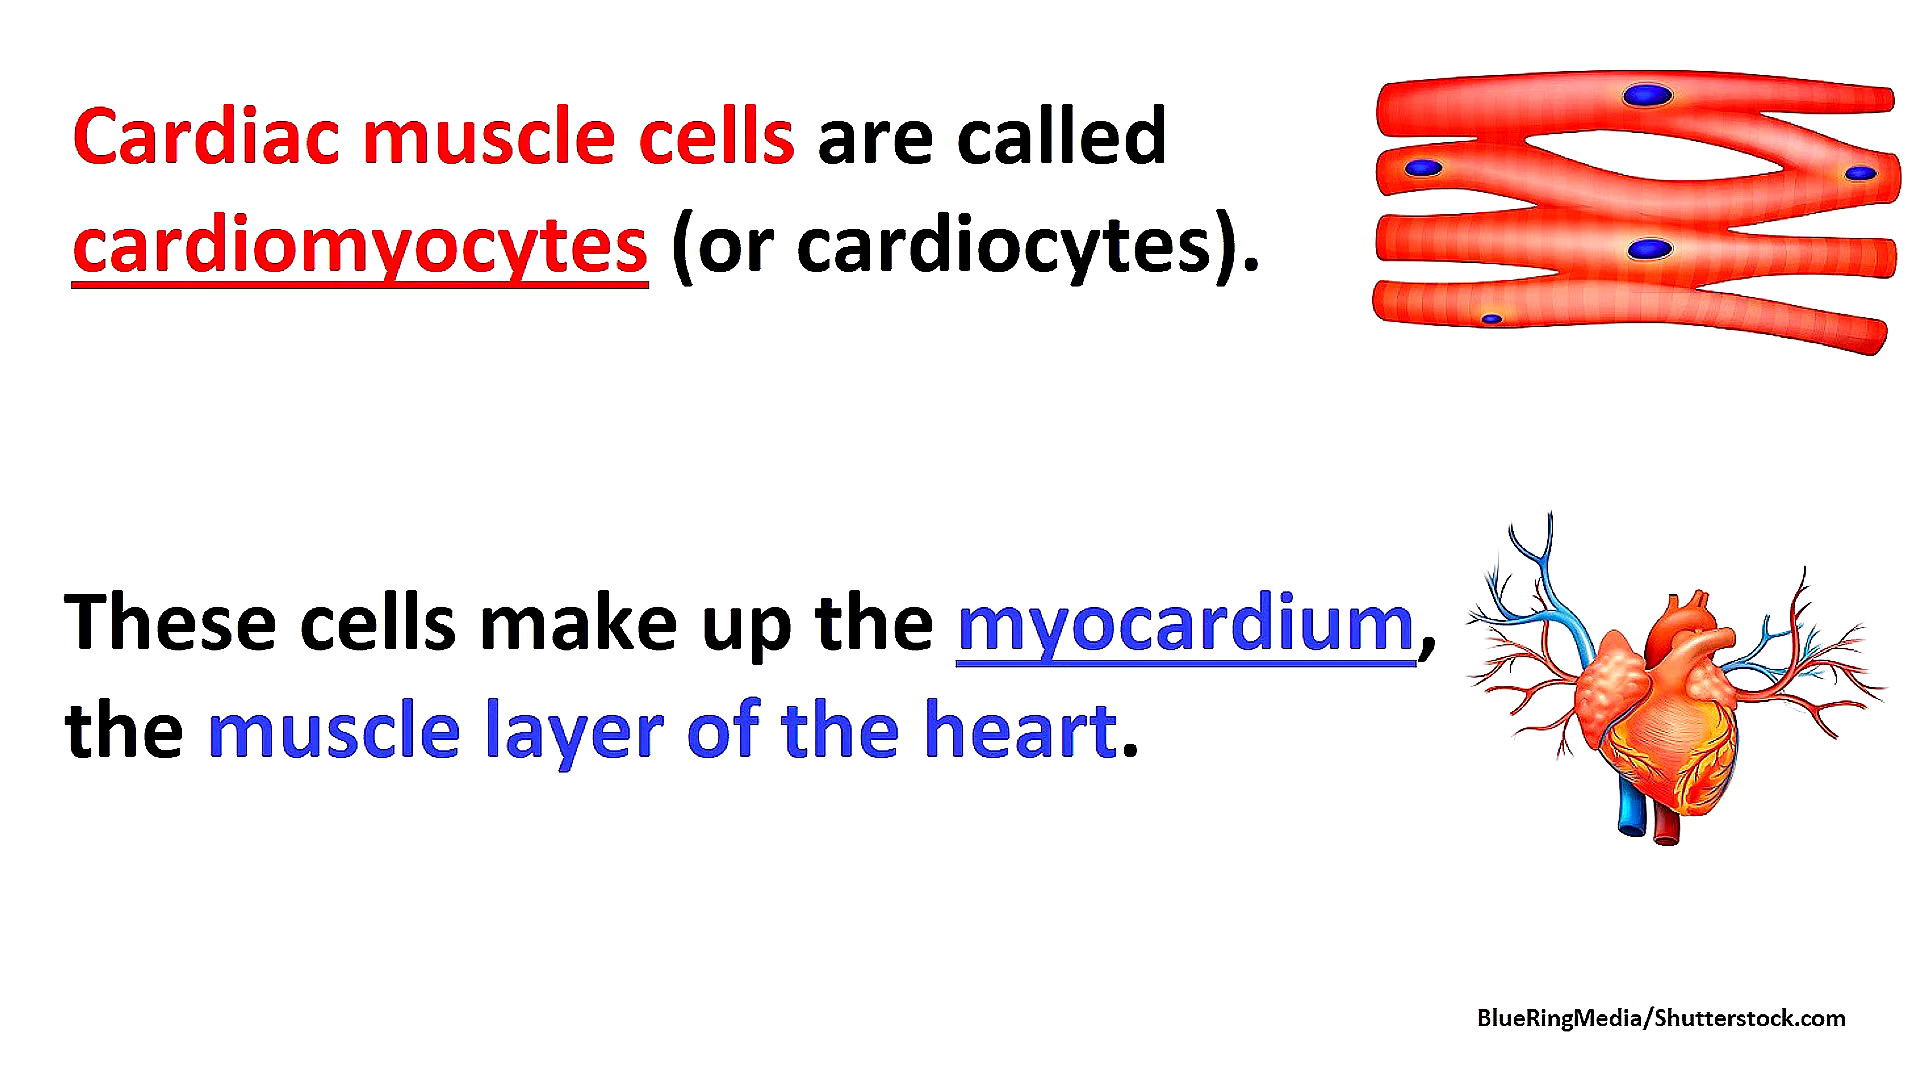 Cardiac muscle cells are called
cardiomyocytes (or cardiocytes).
These cells make up the myocardium,
the muscle layer of the heart.
BlueRingMedia/Shutterstock.com